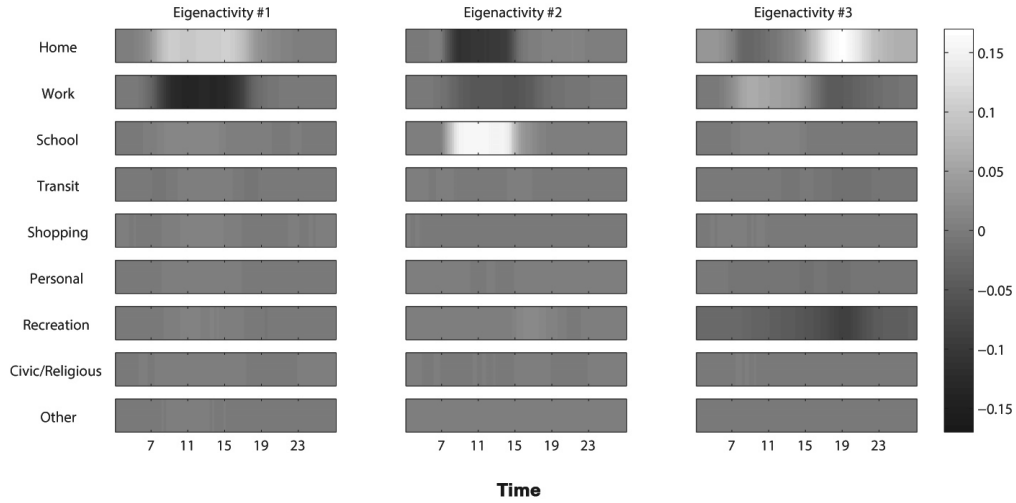 Eigenactivity #1 Eigenactivity #2 Eigenactivity #3
Home
Work
School
Transit
Shopping
Personal
Recreation
Civic/Religious
Other
0.15
0.1
0.05
0
−0.05
−0.1
−0.15
7 11 15 19 23 7 11 15 19 23 7 11 15 19 23
Time